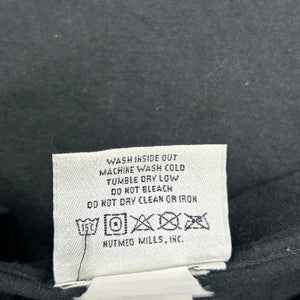 WASH INSIDE OUT
MACHINE WASH COLD
TUMBLE DRY LOW
DO NOT BLEACH
DO NOT DRY CLEAN OR IRON
NUTMEG MILLS, INC.